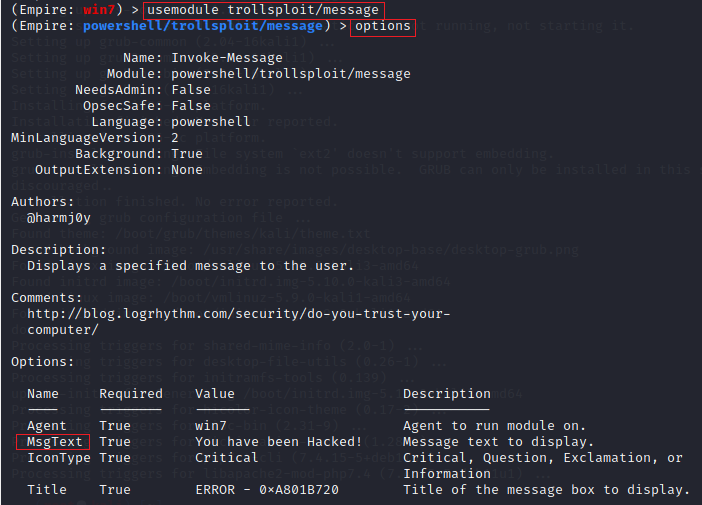 (Empire: win7) > usemodule trollsploit/message
(Empire: powershell/trollsploit/message) > options
Name: Invoke-Message
Module: powershell/trollsploit/message
NeedsAdmin: False
OpsecSafe: False
Language: powershell
MinLanguageVersion: 2
Background: True
OutputExtension: None
Authors:
@harmj0y
Description:
Displays a specified message to the user.
Comments:
http://blog.logrhythm.com/security/do-you-trust-your-
computer/
Options:
Name Required Value Description
---- -------- ------- -----------
Agent True win7 Agent to run module on.
MsgText True You have been Hacked! Message text to display.
IconType True Critical Critical, Question, Exclamation, or
Information
Title True ERROR - 0×A801B720 Title of the message box to display.